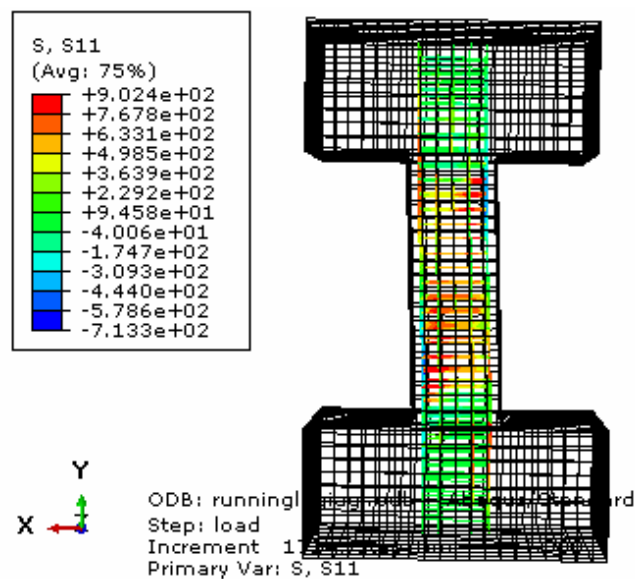 S, S11
(Avg: 75%)
+9.024e+02
+7.678e+02
+6.331e+02
+4.985e+02
+3.639e+02
+2.292e+02
+9.458e+01
-4.006e+01
-1.747e+02
-3.093e+02
-4.440e+02
-5.786e+02
-7.133e+02
Y
X
ODB:
Step: load
Increment
Primary Var: S, S11